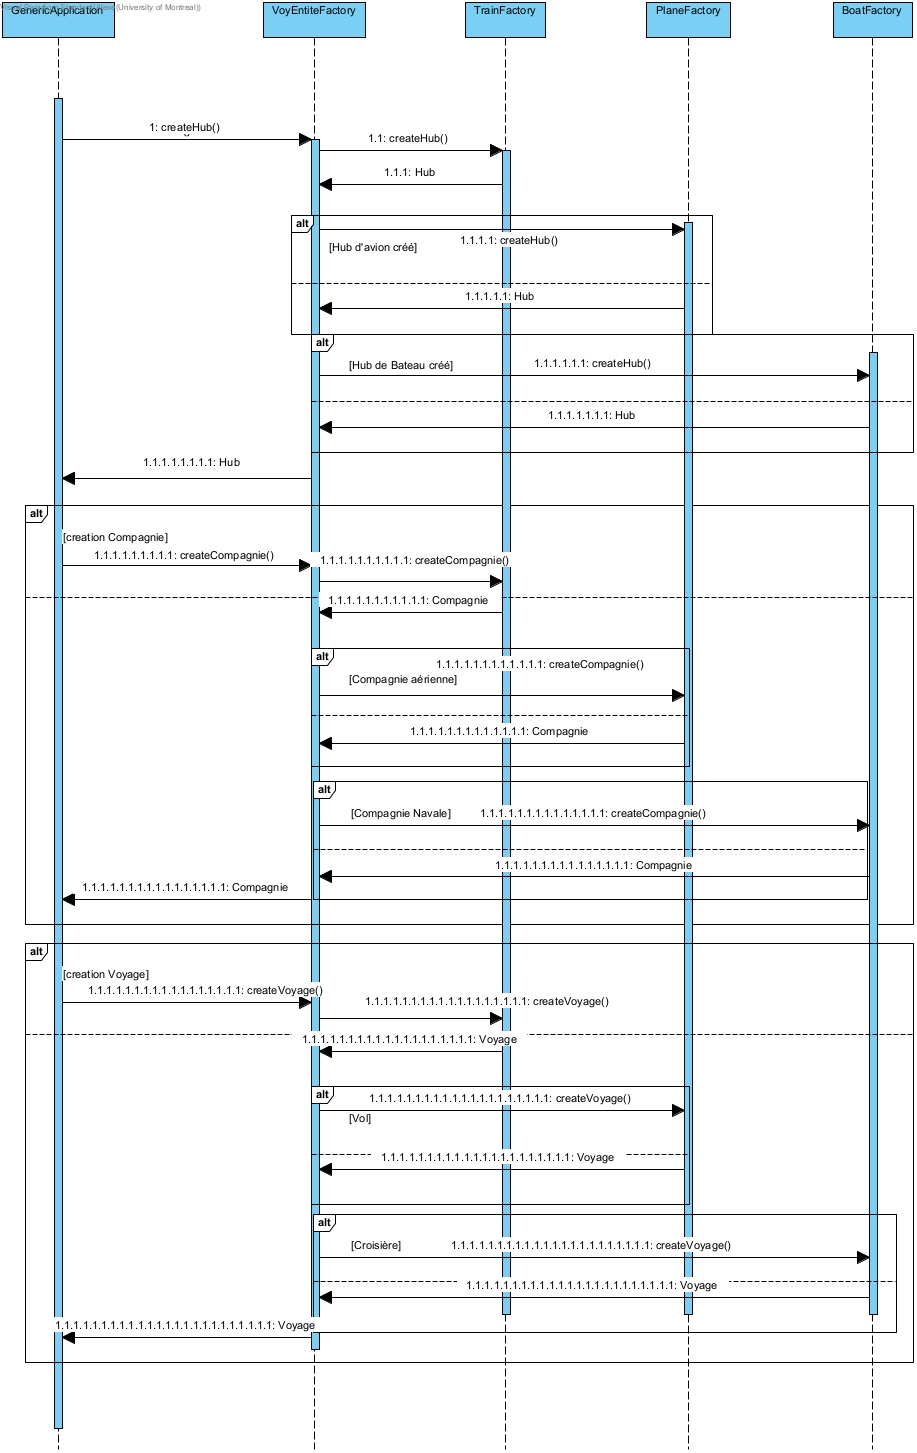 (University of Montreal))
GenericApplication
VoyEntiteFactory
TrainFactory
PlaneFactory
BoatFactory
1: createHub()
1.1: createHub()
1.1.1: Hub
alt
1.1.1.1: createHub()
[Hub d'avion créé]
1.1.1.1.1: Hub
alt
[Hub de Bateau créé]
1.1.1.1.1.1: createHub()
1.1.1.1.1.1.1: Hub
1.1.1.1.1.1.1.1: Hub
alt
[creation Compagnie]
1.1.1.1.1.1.1.1.1: createCompagnie()
1.1.1.1.1.1.1.1.1.1: createCompagnie()
1.1.1.1.1.1.1.1.1.1.1: Compagnie
alt
1.1.1.1.1.1.1.1.1.1.1.1: createCompagnie()
[Compagnie aérienne]
1.1.1.1.1.1.1.1.1.1.1.1.1: Compagnie
alt
[Compagnie Navale]
1.1.1.1.1.1.1.1.1.1.1.1.1.1: createCompagnie()
1.1.1.1.1.1.1.1.1.1.1.1.1.1.1: Compagnie
1.1.1.1.1.1.1.1.1.1.1.1.1.1.1.1: Compagnie
alt
[creation Voyage]
1.1.1.1.1.1.1.1.1.1.1.1.1.1.1.1.1: createVoyage()
1.1.1.1.1.1.1.1.1.1.1.1.1.1.1.1.1.1: createVoyage()
1.1.1.1.1.1.1.1.1.1.1.1.1.1.1.1.1.1.1: Voyage
alt
1.1.1.1.1.1.1.1.1.1.1.1.1.1.1.1.1.1.1.1: createVoyage()
[Vol]
1.1.1.1.1.1.1.1.1.1.1.1.1.1.1.1.1.1.1.1.1: Voyage
alt
[Croisière]
1.1.1.1.1.1.1.1.1.1.1.1.1.1.1.1.1.1.1.1.1.1: createVoyage()
1.1.1.1.1.1.1.1.1.1.1.1.1.1.1.1.1.1.1.1.1.1.1: Voyage
1.1.1.1.1.1.1.1.1.1.1.1.1.1.1.1.1.1.1.1.1.1.1.1: Voyage